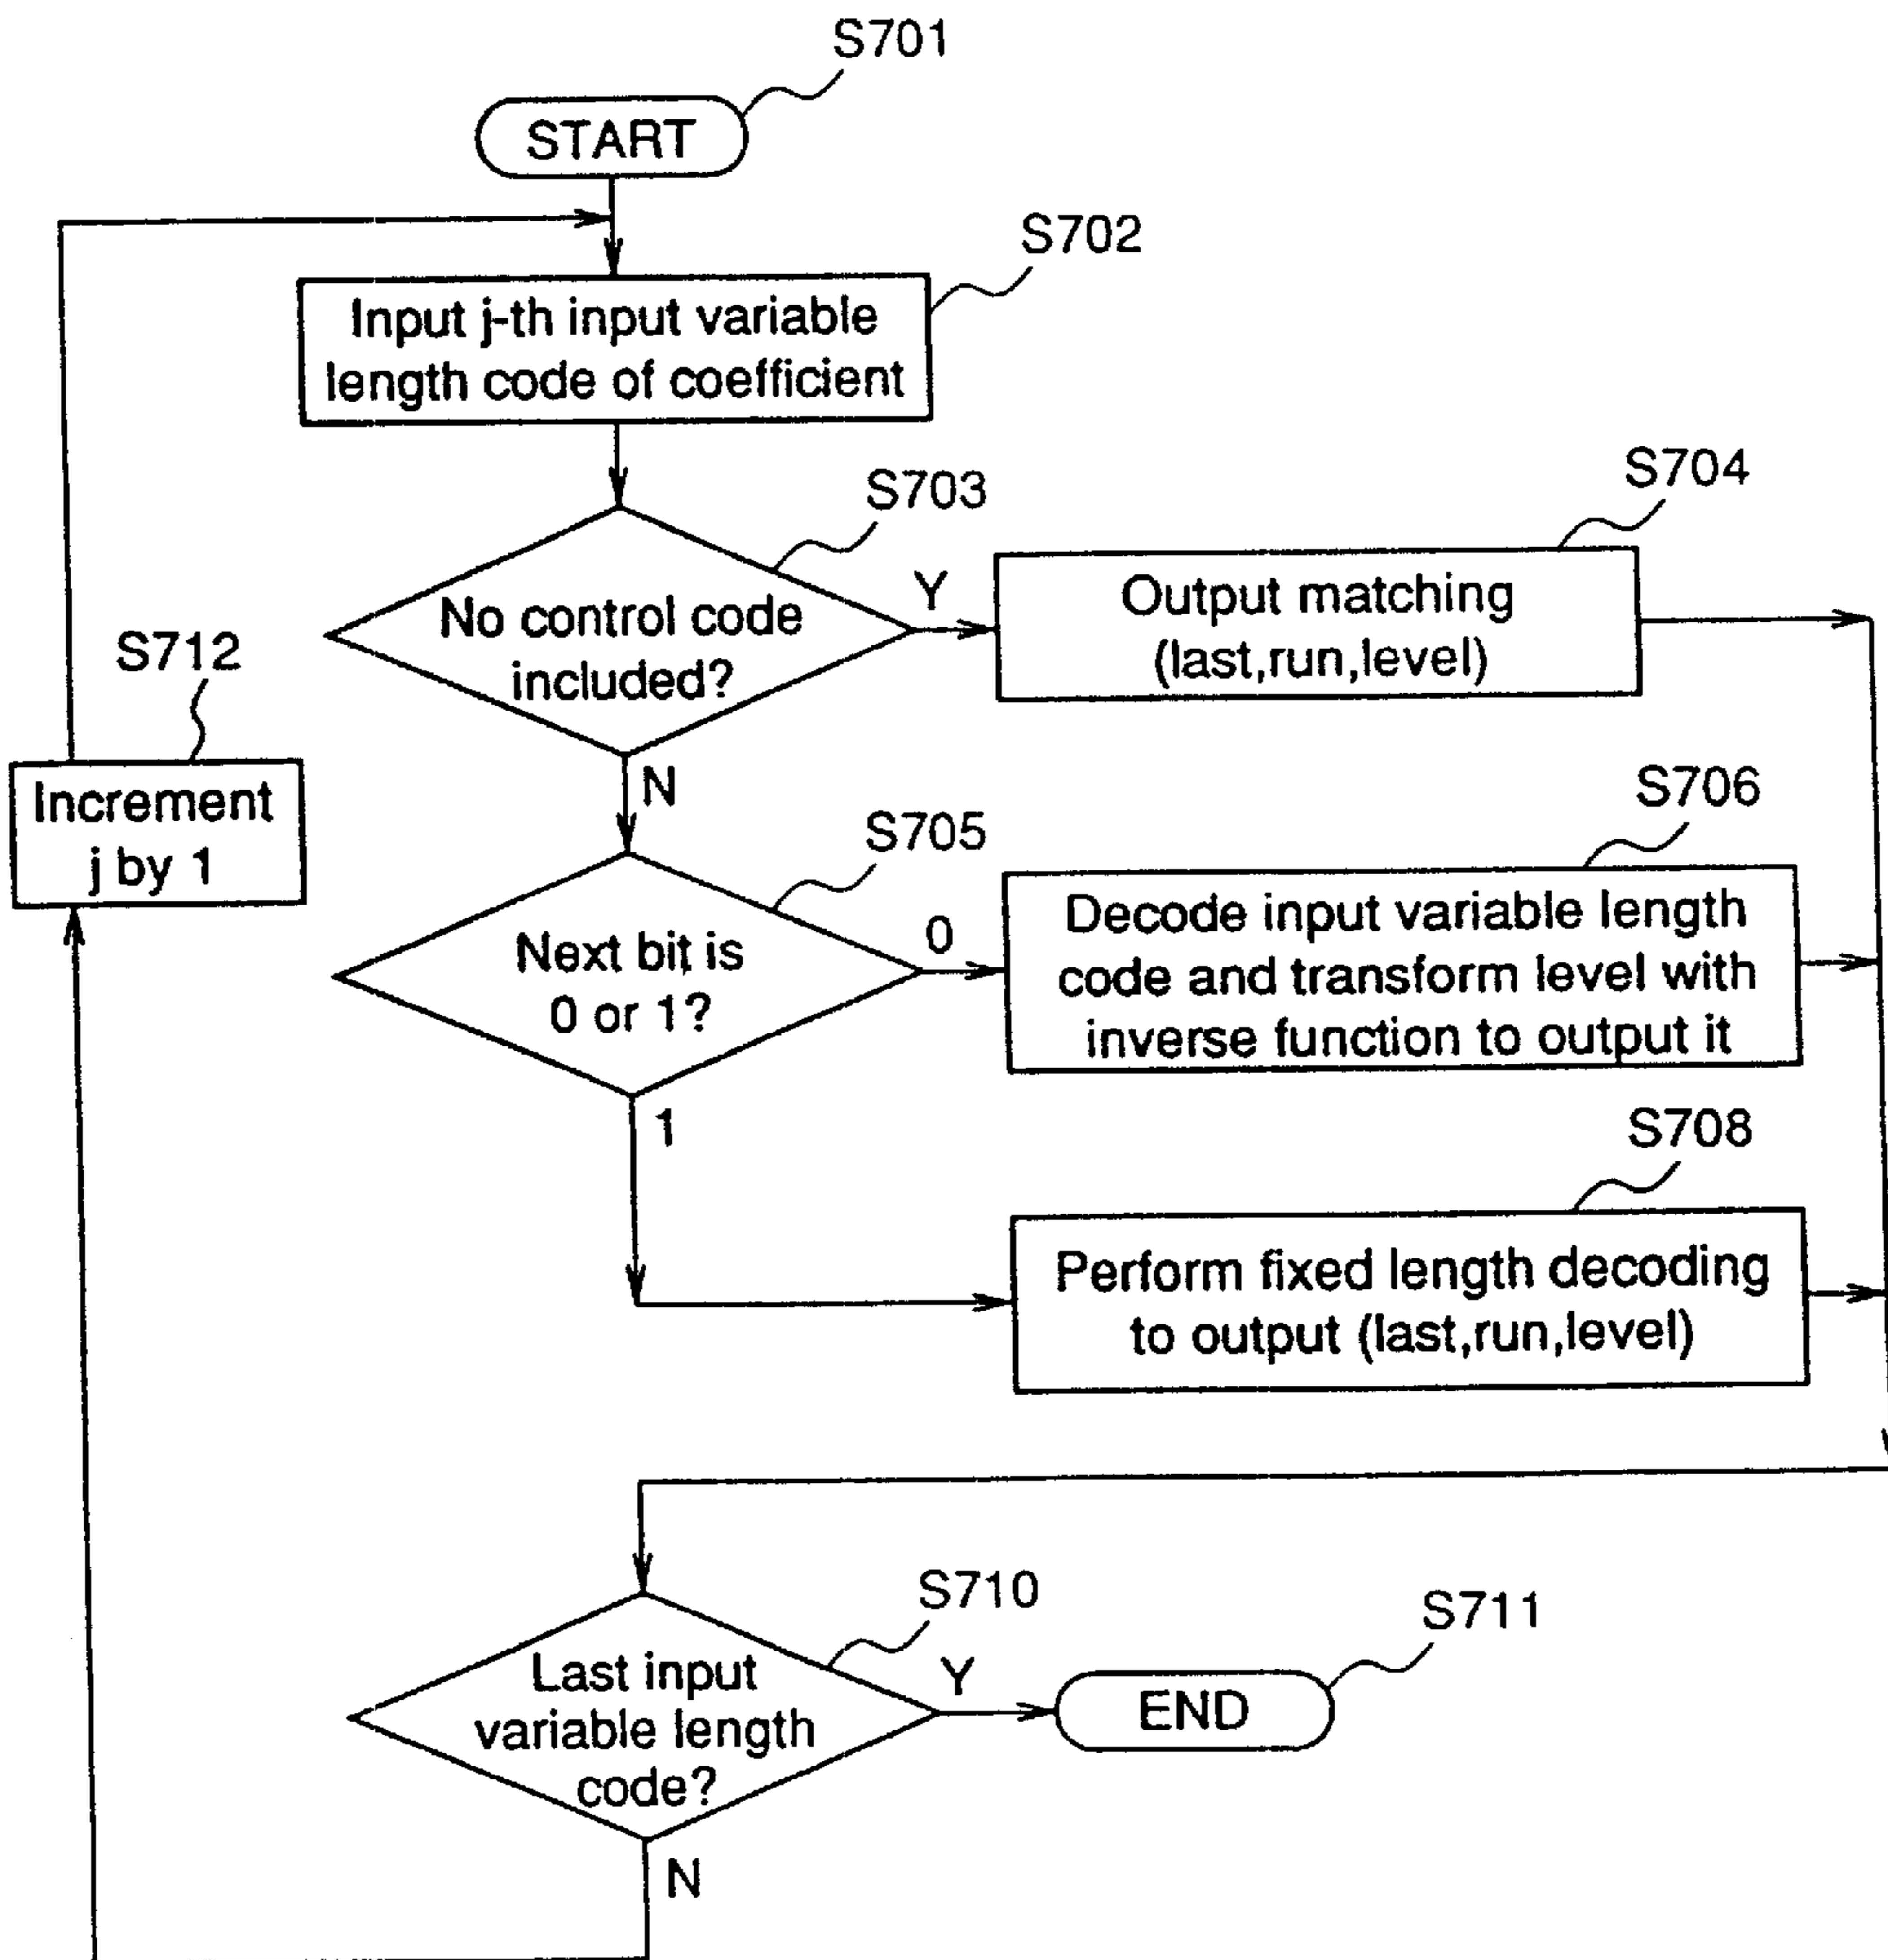 S701
START
S702
Input j-th input variable
length code of coefficient
S703
S704
No control code
included?
Y
Output matching
(last,run,level)
S712
Increment
j by 1
N
S705
S706
Next bit is
0 or 1?
0
Decode input variable length
code and transform level with
inverse function to output it
1
S708
Perform fixed length decoding
to output (last,run,level)
S710
S711
Last input
variable length
code?
Y
END
N